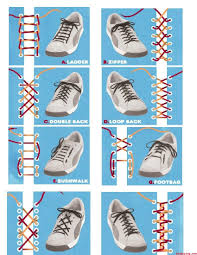 LADDER
ZIPPER
DOUBLE BACK
LOOP BACK
BUSHWALK
FOOTBAG